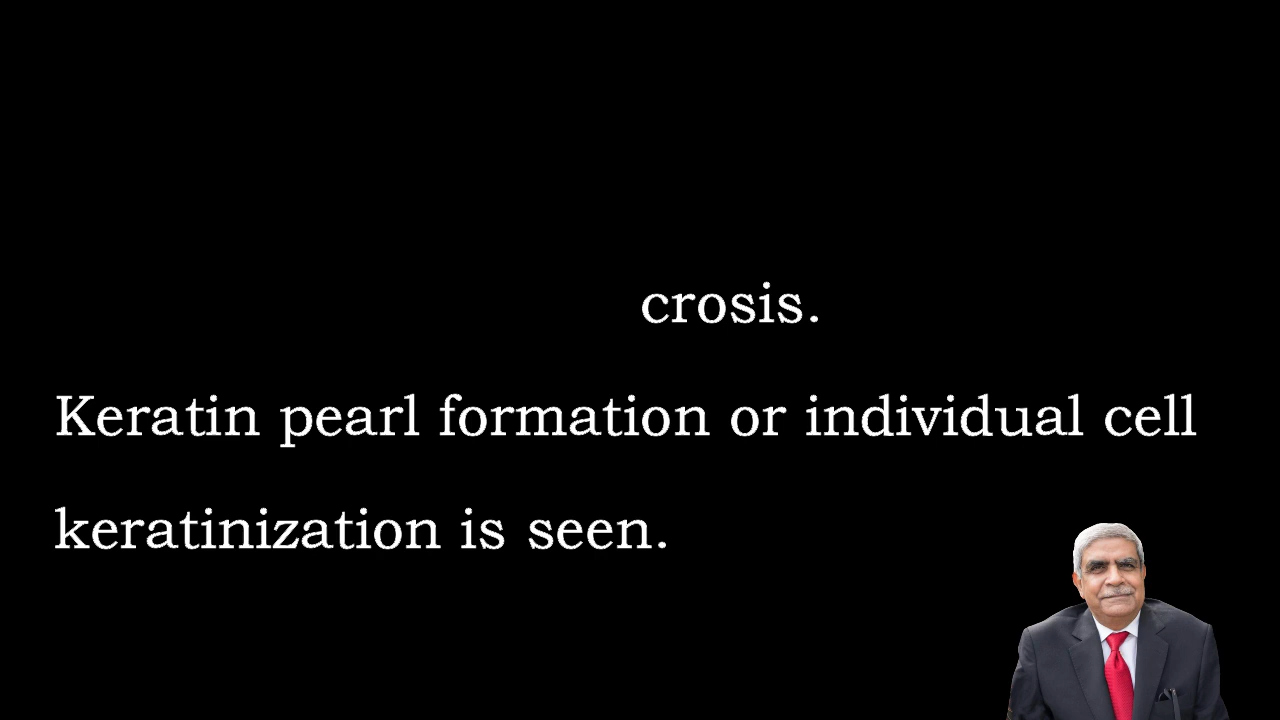 crosis.
Keratin pearl formation or individual cell
keratinization is seen.